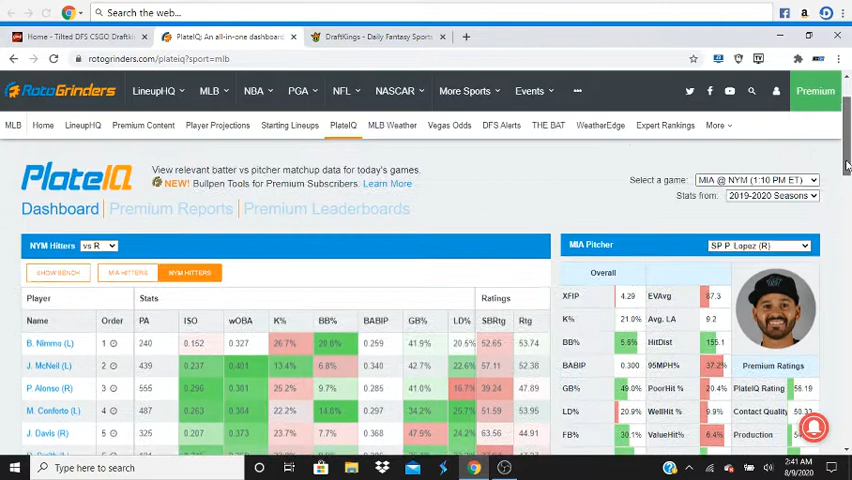 Search the web...
Home - Tilted DFS CSGO Draftki
PlateIQ: An all-in-one dashboard
DraftKings - Daily Fantasy Sports
rotogrinders.com/plateiq?sport=mlb
ROTOGRINDERS LineupHQ MLB NBA PGA NFL NASCAR More Sports Events Premium
MLB Home LineupHQ Premium Content Player Projections Starting Lineups PlateIQ MLB Weather Vegas Odds DFS Alerts THE BAT WeatherEdge Expert Rankings More
PlateIQ
View relevant batter vs pitcher matchup data for today's games.
NEW! Bullpen Tools for Premium Subscribers. Learn More
Select a game: MIA @ NYM (1:10 PM ET)
Stats from: 2019-2020 Seasons
Dashboard Premium Reports Premium Leaderboards
NYM Hitters vs R
SHOW BENCH MIA HITTERS NYM HITTERS
Player Stats Ratings
Name Order PA ISO wOBA K% BB% BABIP GB% LD% SBRtg Rtg
B. Nimmo (L) 1 240 0.152 0.327 26.7% 20.8% 0.259 41.9% 20.5% 52.65 53.74
J. McNeil (L) 2 439 0.237 0.401 13.4% 6.8% 0.340 42.7% 22.6% 57.11 52.38
P. Alonso (R) 3 555 0.296 0.381 25.2% 9.7% 0.285 41.0% 16.7% 39.24 47.89
M. Conforto (L) 4 487 0.263 0.384 22.2% 14.8% 0.297 34.2% 25.7% 51.59 53.95
J. Davis (R) 5 325 0.207 0.373 23.7% 7.7% 0.368 47.9% 24.2% 63.56 44.91
MIA Pitcher SP P. Lopez (R)
Overall
XFIP 4.29 EVAvg 87.3
K% 21.0% Avg. LA 9.2
BB% 5.6% HitDist 155.1
BABIP 0.300 95MPH% 37.2%
GB% 49.0% PoorHit % 20.4%
LD% 20.9% WellHit % 9.9%
FB% 30.1% ValueHit% 6.4%
Premium Ratings
PlateIQ Rating 56.19
Contact Quality 50.33
Production
Type here to search
2:41 AM
8/9/2020